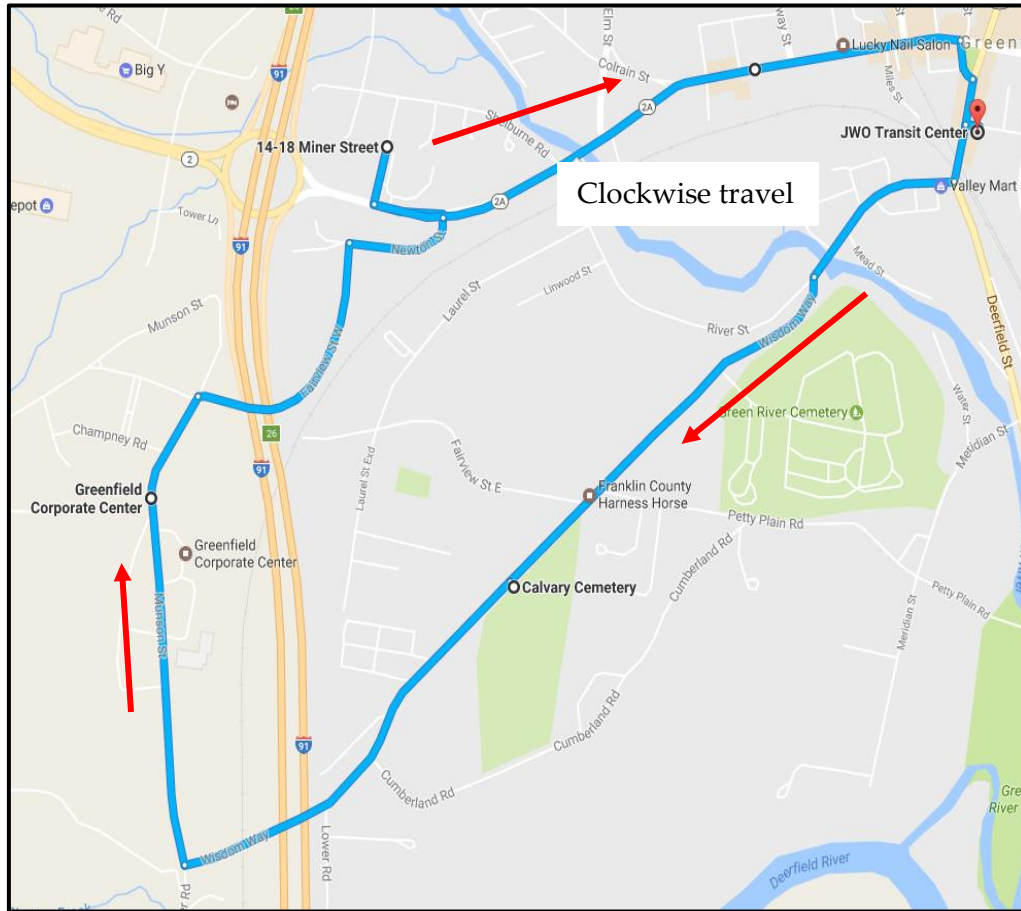 91
Elm St
Lucky Nail Salon
Green
Big Y
Colrain St
Miles St
2A
2
14-18 Miner Street
Shelburne Rd
JWO Transit Center
Clockwise travel
2A
Valley Mart
Tower Ln
epot
91
Newton St
Mead St
Linwood St
Laurel St
Munson St
River St
Wisdom Way
Deerfield St
Fairview St W
Green River Cemetery
Water St
Champney Rd
26
Meridian St
91
Laurel St Exd
Fairview St E
Greenfield
Corporate Center
Franklin County
Harness Horse
Petty Plain Rd
Greenfield
Corporate Center
Cumberland Rd
Calvary Cemetery
Petty Plain Rd
Munson St
Meridian St
91
Cumberland Rd
Cumberland Rd
Wisdom Way
Lower Rd
River
Deerfield River